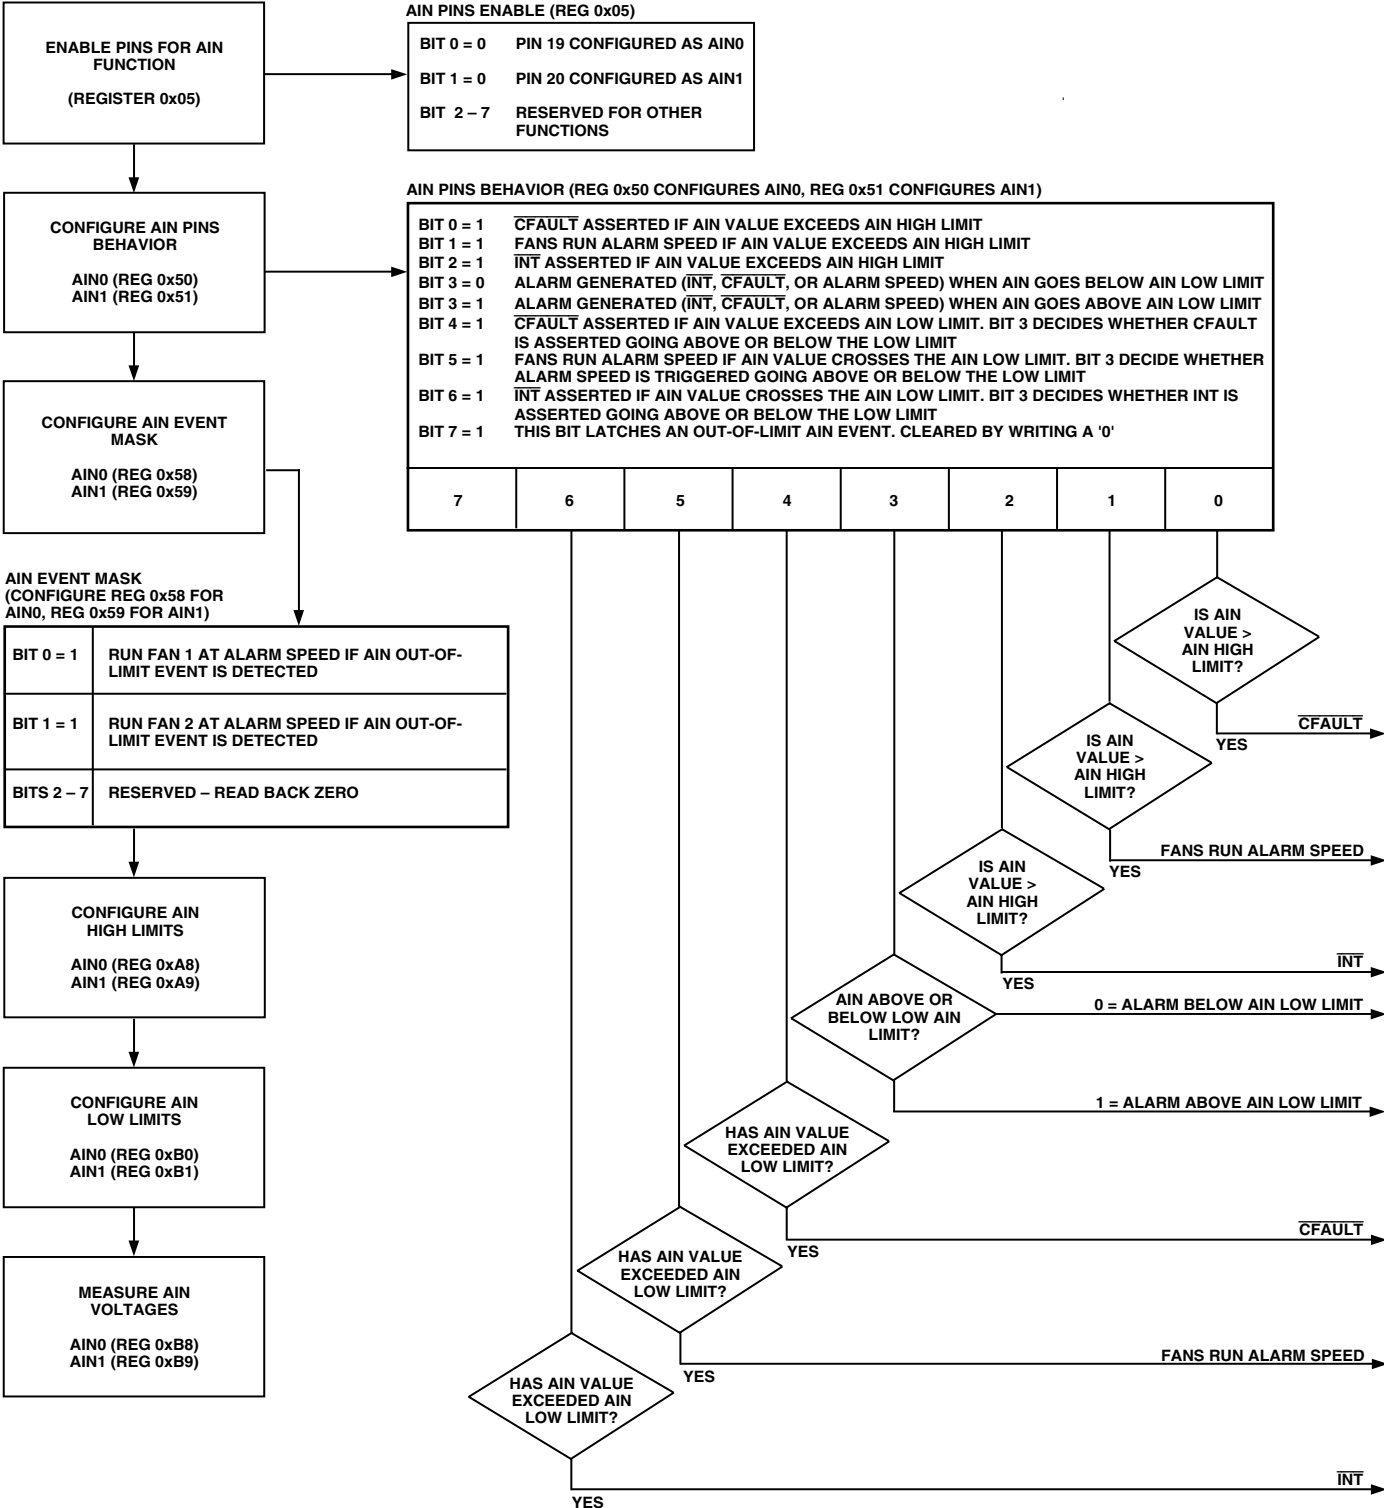 ENABLE PINS FOR AIN
FUNCTION
(REGISTER 0x05)
AIN PINS ENABLE (REG 0x05)
BIT 0 = 0 PIN 19 CONFIGURED AS AIN0
BIT 1 = 0 PIN 20 CONFIGURED AS AIN1
BIT 2 – 7 RESERVED FOR OTHER
FUNCTIONS
CONFIGURE AIN PINS
BEHAVIOR
AIN0 (REG 0x50)
AIN1 (REG 0x51)
AIN PINS BEHAVIOR (REG 0x50 CONFIGURES AIN0, REG 0x51 CONFIGURES AIN1)
BIT 0 = 1 CFAULT ASSERTED IF AIN VALUE EXCEEDS AIN HIGH LIMIT
BIT 1 = 1 FANS RUN ALARM SPEED IF AIN VALUE EXCEEDS AIN HIGH LIMIT
BIT 2 = 1 INT ASSERTED IF AIN VALUE EXCEEDS AIN HIGH LIMIT
BIT 3 = 0 ALARM GENERATED (INT, CFAULT, OR ALARM SPEED) WHEN AIN GOES BELOW AIN LOW LIMIT
BIT 3 = 1 ALARM GENERATED (INT, CFAULT, OR ALARM SPEED) WHEN AIN GOES ABOVE AIN LOW LIMIT
BIT 4 = 1 CFAULT ASSERTED IF AIN VALUE EXCEEDS AIN LOW LIMIT. BIT 3 DECIDES WHETHER CFAULT
IS ASSERTED GOING ABOVE OR BELOW THE LOW LIMIT
BIT 5 = 1 FANS RUN ALARM SPEED IF AIN VALUE CROSSES THE AIN LOW LIMIT. BIT 3 DECIDE WHETHER
ALARM SPEED IS TRIGGERED GOING ABOVE OR BELOW THE LOW LIMIT
BIT 6 = 1 INT ASSERTED IF AIN VALUE CROSSES THE AIN LOW LIMIT. BIT 3 DECIDES WHETHER INT IS
ASSERTED GOING ABOVE OR BELOW THE LOW LIMIT
BIT 7 = 1 THIS BIT LATCHES AN OUT-OF-LIMIT AIN EVENT. CLEARED BY WRITING A '0'
7 6 5 4 3 2 1 0
CONFIGURE AIN EVENT
MASK
AIN0 (REG 0x58)
AIN1 (REG 0x59)
AIN EVENT MASK
(CONFIGURE REG 0x58 FOR
AIN0, REG 0x59 FOR AIN1)
BIT 0 = 1 RUN FAN 1 AT ALARM SPEED IF AIN OUT-OF-
LIMIT EVENT IS DETECTED
BIT 1 = 1 RUN FAN 2 AT ALARM SPEED IF AIN OUT-OF-
LIMIT EVENT IS DETECTED
BITS 2 – 7 RESERVED – READ BACK ZERO
CONFIGURE AIN
HIGH LIMITS
AIN0 (REG 0xA8)
AIN1 (REG 0xA9)
CONFIGURE AIN
LOW LIMITS
AIN0 (REG 0xB0)
AIN1 (REG 0xB1)
MEASURE AIN
VOLTAGES
AIN0 (REG 0xB8)
AIN1 (REG 0xB9)
IS AIN
VALUE >
AIN HIGH
LIMIT?
YES
CFAULT
IS AIN
VALUE >
AIN HIGH
LIMIT?
YES
FANS RUN ALARM SPEED
IS AIN
VALUE >
AIN HIGH
LIMIT?
YES
INT
AIN ABOVE OR
BELOW LOW AIN
LIMIT?
0 = ALARM BELOW AIN LOW LIMIT
1 = ALARM ABOVE AIN LOW LIMIT
HAS AIN VALUE
EXCEEDED AIN
LOW LIMIT?
YES
CFAULT
HAS AIN VALUE
EXCEEDED AIN
LOW LIMIT?
YES
FANS RUN ALARM SPEED
HAS AIN VALUE
EXCEEDED AIN
LOW LIMIT?
YES
INT